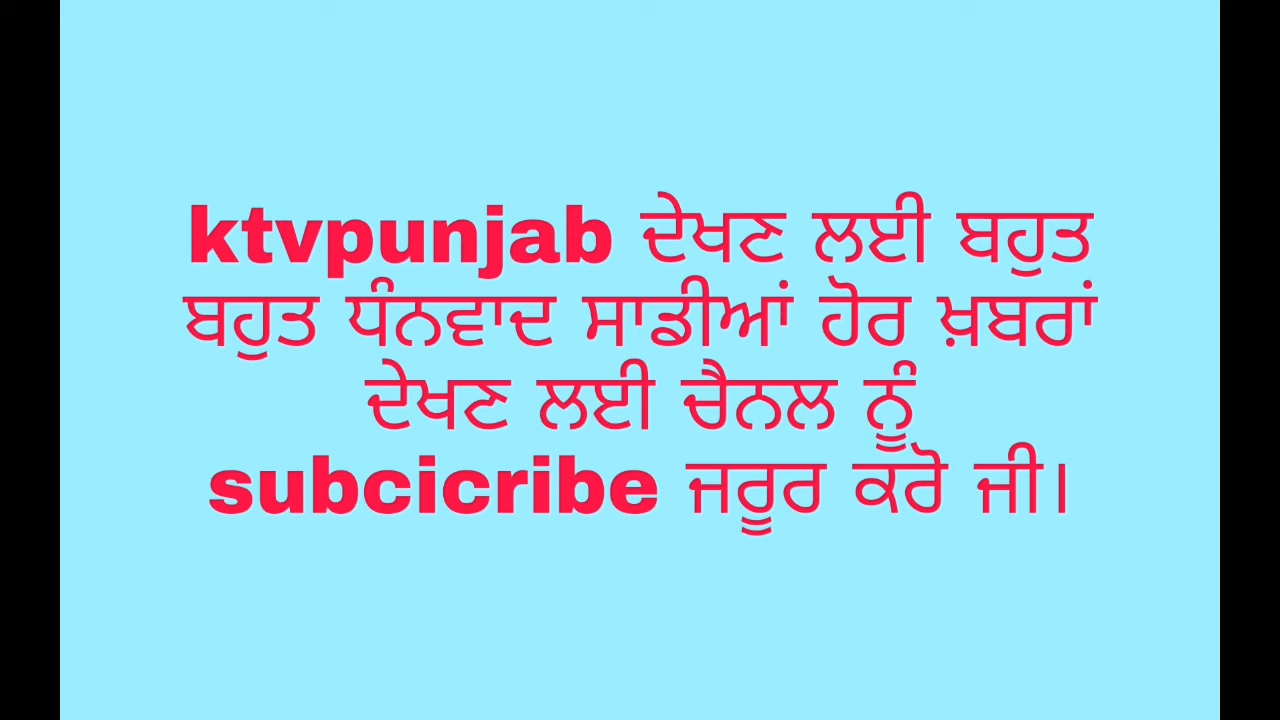 ktvpunjab ਦੇਖਣ ਲਈ ਬਹੁਤ
ਬਹੁਤ ਧੰਨਵਾਦ ਸਾਡੀਆਂ ਹੋਰ ਖ਼ਬਰਾਂ
ਦੇਖਣ ਲਈ ਚੈਨਲ ਨੂੰ
subcicribe ਜਰੂਰ ਕਰੋ ਜੀ।